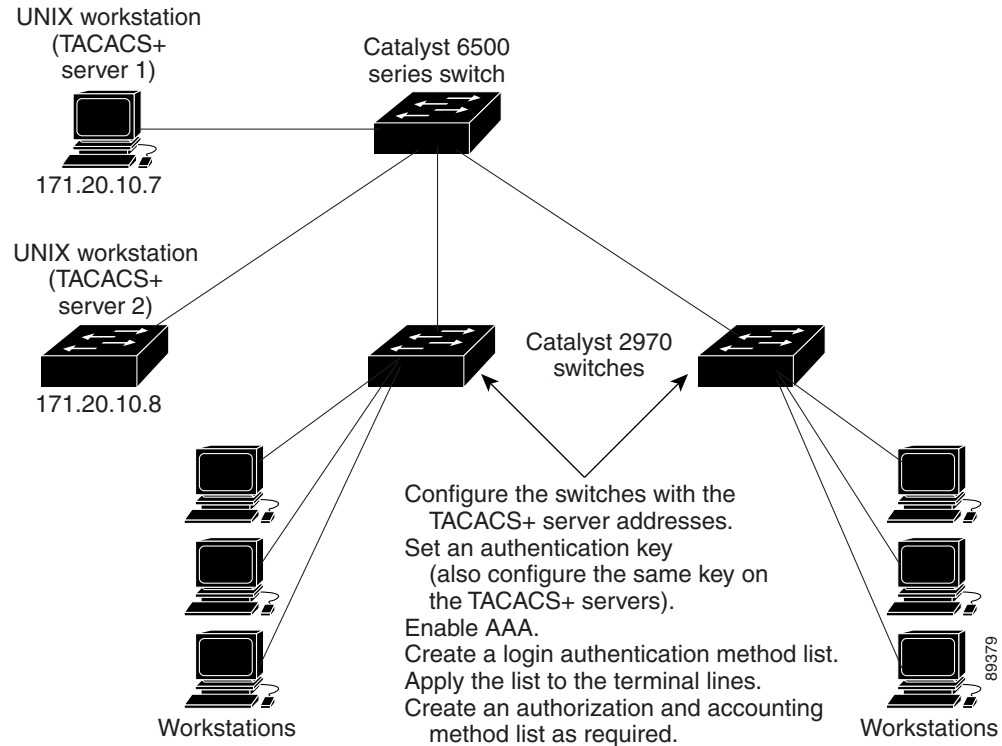 UNIX workstation
(TACACS+
server 1)
Catalyst 6500
series switch
171.20.10.7
UNIX workstation
(TACACS+
server 2)
171.20.10.8
Catalyst 2970
switches
Configure the switches with the
TACACS+ server addresses.
Set an authentication key
(also configure the same key on
the TACACS+ servers).
Enable AAA.
Create a login authentication method list.
Apply the list to the terminal lines.
Create an authorization and accounting
method list as required.
Workstations
Workstations
89379